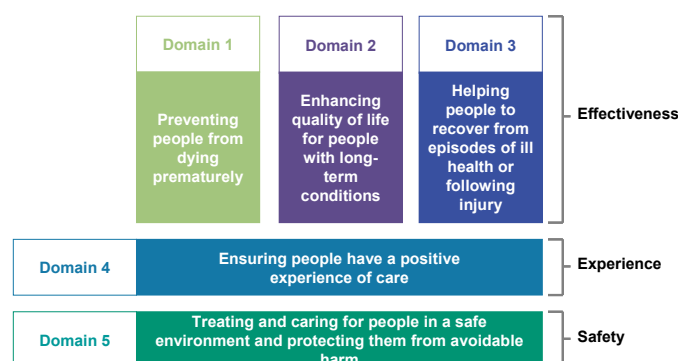 Domain 1
Domain 2
Domain 3
Preventing
people from
dying
prematurely
Enhancing
quality of life
for people
with long-
term
conditions
Helping
people to
recover from
episodes of ill
health or
following
injury
Effectiveness
Domain 4
Ensuring people have a positive
experience of care
Experience
Domain 5
Treating and caring for people in a safe
environment and protecting them from avoidable
harm
Safety